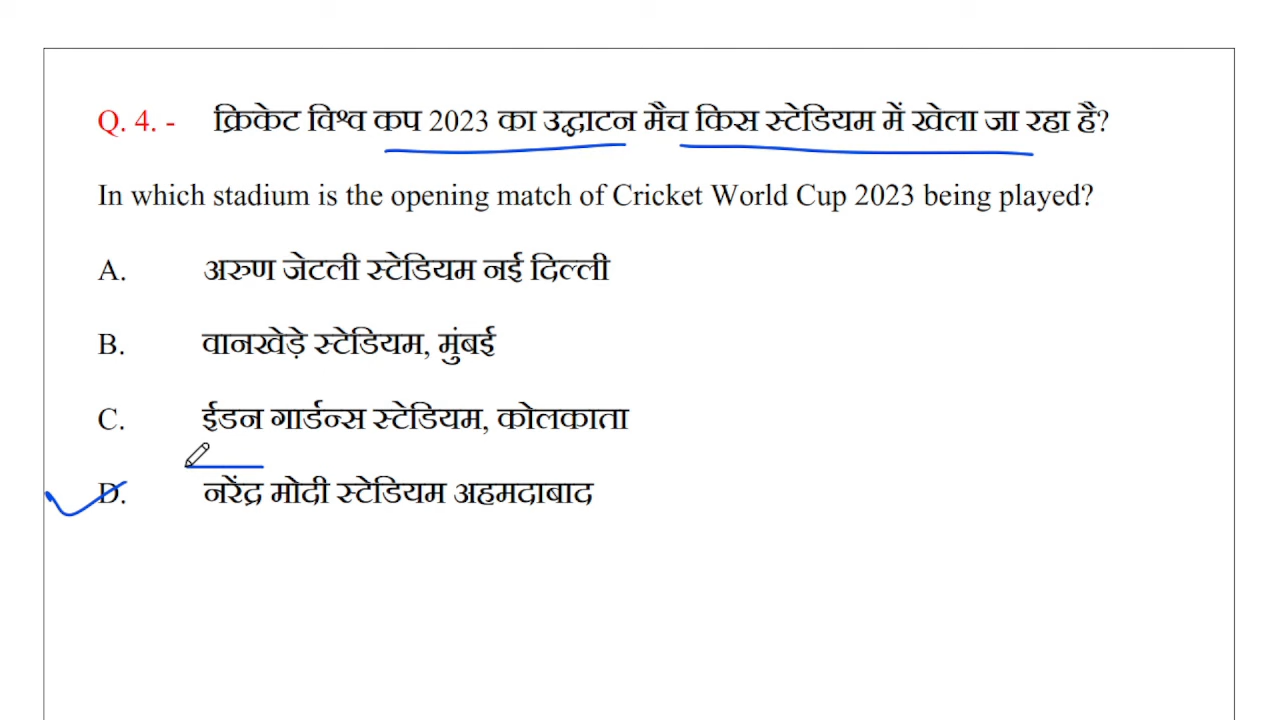 Q. 4. - क्रिकेट विश्व कप 2023 का उद्घाटन मैच किस स्टेडियम में खेला जा रहा है?
In which stadium is the opening match of Cricket World Cup 2023 being played?
A. अरुण जेटली स्टेडियम नई दिल्ली
B. वानखेड़े स्टेडियम, मुंबई
C. ईडन गार्डन्स स्टेडियम, कोलकाता
D. नरेंद्र मोदी स्टेडियम अहमदाबाद